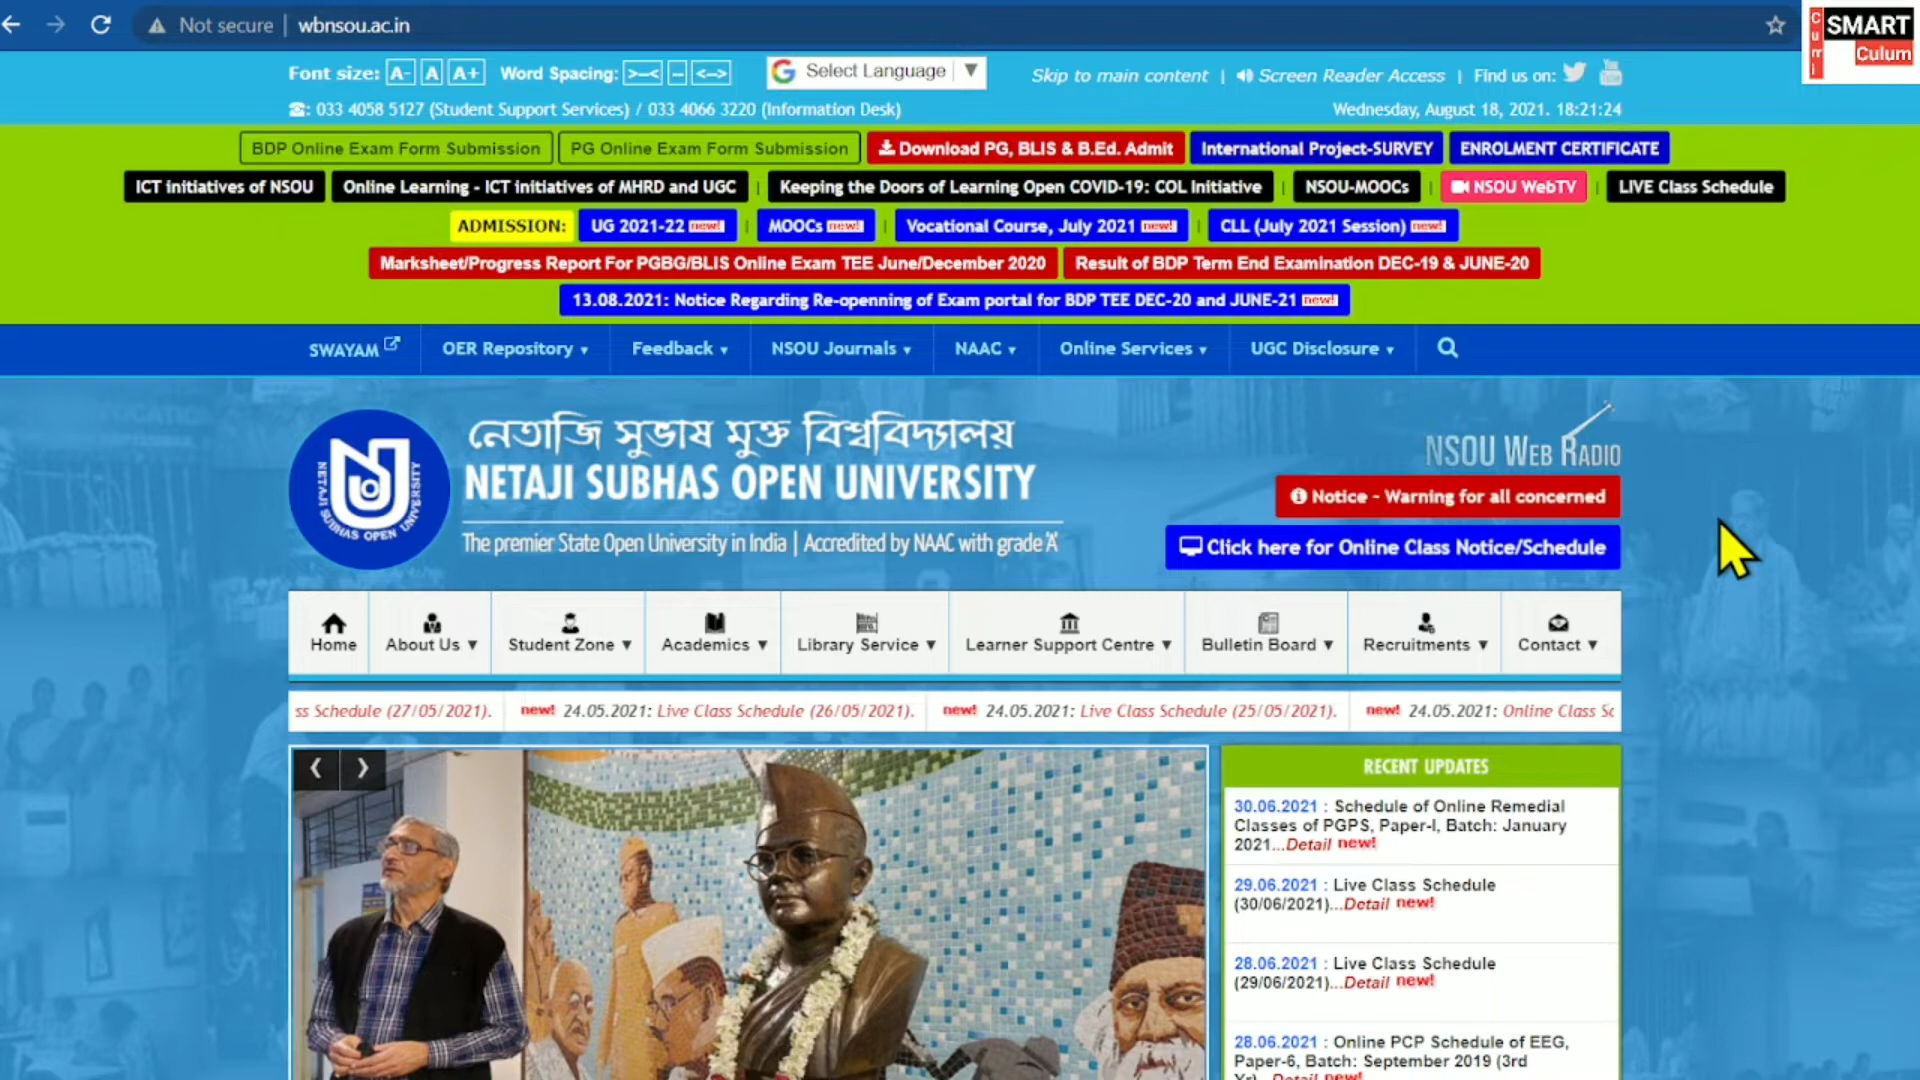 Not secure | wbnsou.ac.in
SMART
Curri
Culum
Font size: A- A A+ Word Spacing: >--< -- <-->
Select Language ▼
Skip to main content | Screen Reader Access | Find us on:
: 033 4058 5127 (Student Support Services) / 033 4066 3220 (Information Desk)
Wednesday, August 18, 2021. 18:21:24
BDP Online Exam Form Submission PG Online Exam Form Submission Download PG, BLIS & B.Ed. Admit International Project-SURVEY ENROLMENT CERTIFICATE
ICT initiatives of NSOU Online Learning - ICT initiatives of MHRD and UGC | Keeping the Doors of Learning Open COVID-19: COL Initiative | NSOU-MOOCs | NSOU WebTV | LIVE Class Schedule
ADMISSION: UG 2021-22 new! | MOOCs new! | Vocational Course, July 2021 new! | CLL (July 2021 Session) new!
Marksheet/Progress Report For PGBG/BLIS Online Exam TEE June/December 2020 Result of BDP Term End Examination DEC-19 & JUNE-20
13.08.2021: Notice Regarding Re-openning of Exam portal for BDP TEE DEC-20 and JUNE-21 new!
SWAYAM OER Repository ▾ Feedback ▾ NSOU Journals ▾ NAAC ▾ Online Services ▾ UGC Disclosure ▾
নেতাজি সুভাষ মুক্ত বিশ্ববিদ্যালয়
NETAJI SUBHAS OPEN UNIVERSITY
The premier State Open University in India | Accredited by NAAC with grade 'A'
NETAJI SUBHAS OPEN UNIVERSITY
NSOU WEB RADIO
Notice - Warning for all concerned
Click here for Online Class Notice/Schedule
Home About Us ▼ Student Zone ▼ Academics ▼ Library Service ▼ Learner Support Centre ▼ Bulletin Board ▼ Recruitments ▼ Contact ▼
ss Schedule (27/05/2021). new! 24.05.2021: Live Class Schedule (26/05/2021). new! 24.05.2021: Live Class Schedule (25/05/2021). new! 24.05.2021: Online Class Sc
RECENT UPDATES
30.06.2021 : Schedule of Online Remedial
Classes of PGPS, Paper-I, Batch: January
2021...Detail new!
29.06.2021 : Live Class Schedule
(30/06/2021)...Detail new!
28.06.2021 : Live Class Schedule
(29/06/2021)...Detail new!
28.06.2021 : Online PCP Schedule of EEG,
Paper-6, Batch: September 2019 (3rd
Yr)...Detail new!